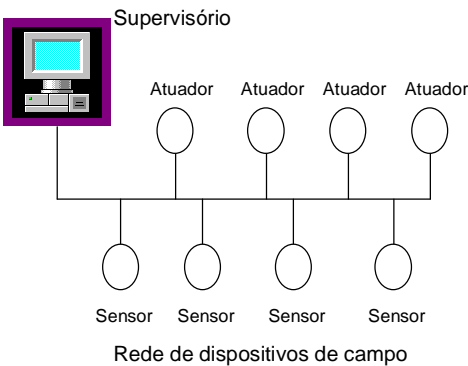 Supervisório
Atuador Atuador Atuador Atuador
Sensor Sensor Sensor Sensor
Rede de dispositivos de campo